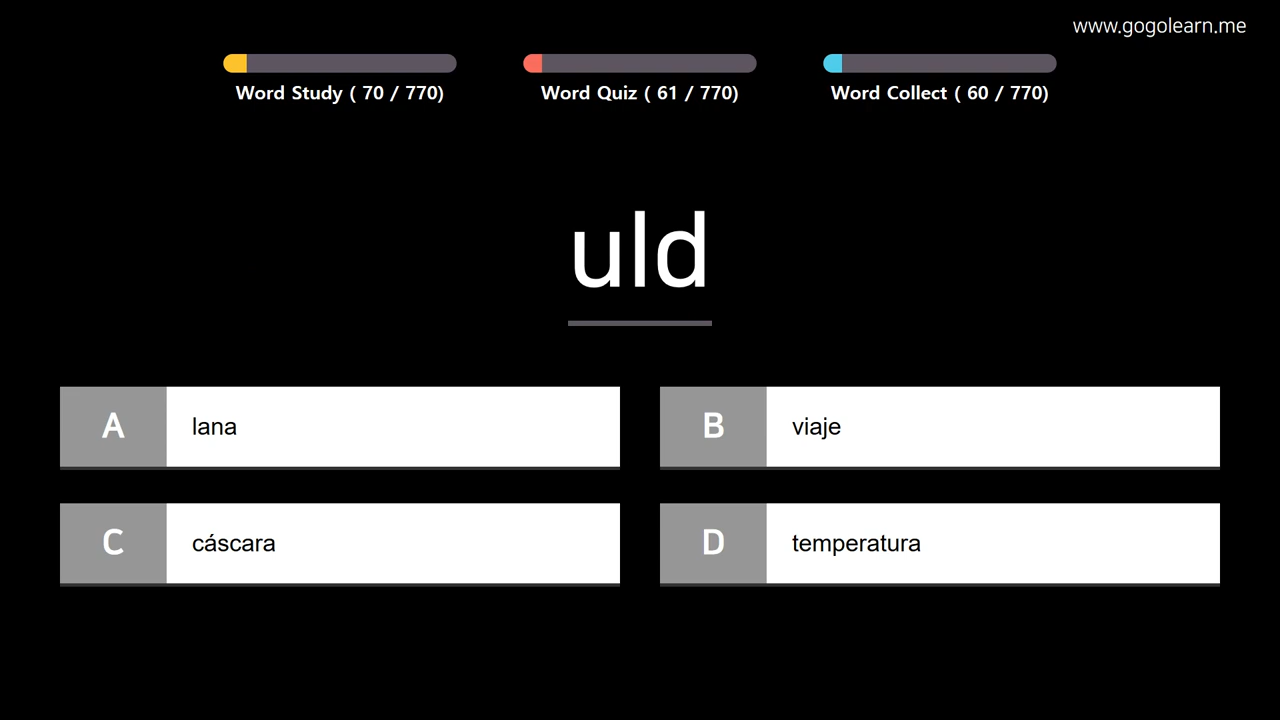 www.gogolearn.me
Word Study ( 70 / 770)
Word Quiz ( 61 / 770)
Word Collect ( 60 / 770)
uld
A lana
B viaje
C cáscara
D temperatura